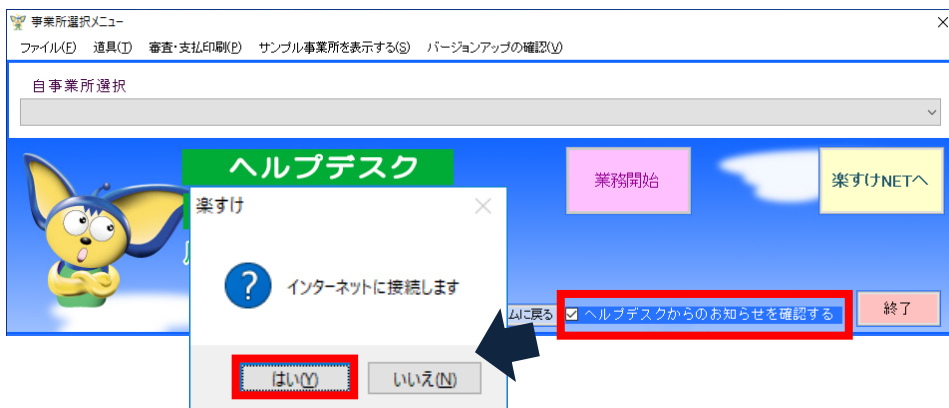 事業所選択メニュー
ファイル(F) 道具(T) 審査・支払印刷(P) サンプル事業所を表示する(S) バージョンアップの確認(V)
自事業所選択
ヘルプデスク
業務開始
楽すけNETへ
楽すけ
インターネットに接続します
はい(Y)
いいえ(N)
ムに戻る
ヘルプデスクからのお知らせを確認する
終了